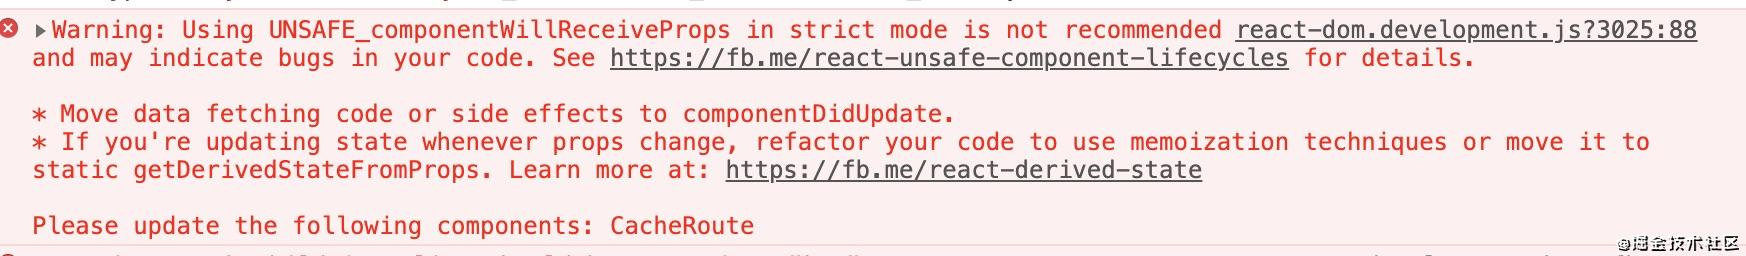 Warning: Using UNSAFE_componentWillReceiveProps in strict mode is not recommended react-dom.development.js?3025:88
and may indicate bugs in your code. See https://fb.me/react-unsafe-component-lifecycles for details.
* Move data fetching code or side effects to componentDidUpdate.
* If you're updating state whenever props change, refactor your code to use memoization techniques or move it to
static getDerivedStateFromProps. Learn more at: https://fb.me/react-derived-state
Please update the following components: CacheRoute
@掘金技术社区